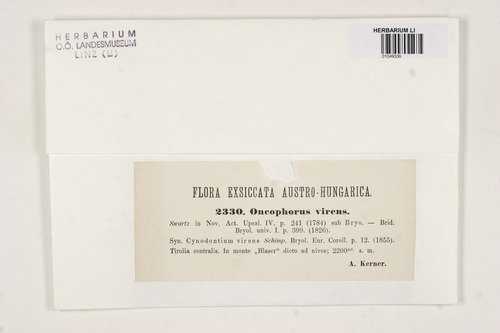 HERBARIUM
O.Ö. LANDESMUSEUM
LINZ (LI)
HERBARIUM LI
01049336
FLORA EXSICCATA AUSTRO-HUNGARICA.
2330. Oncophorus virens.
Swartz in Nov. Act. Upsal. IV. p. 241 (1784) sub Bryo. — Brid.
Bryol. univ. I. p. 399. (1826).
Syn. Cynodontium virens Schimp. Bryol. Eur. Coroll. p. 12. (1855).
Tirolia centralis. In monte „Blaser" dicto ad nives; 2200mt s. m.
A. Kerner.